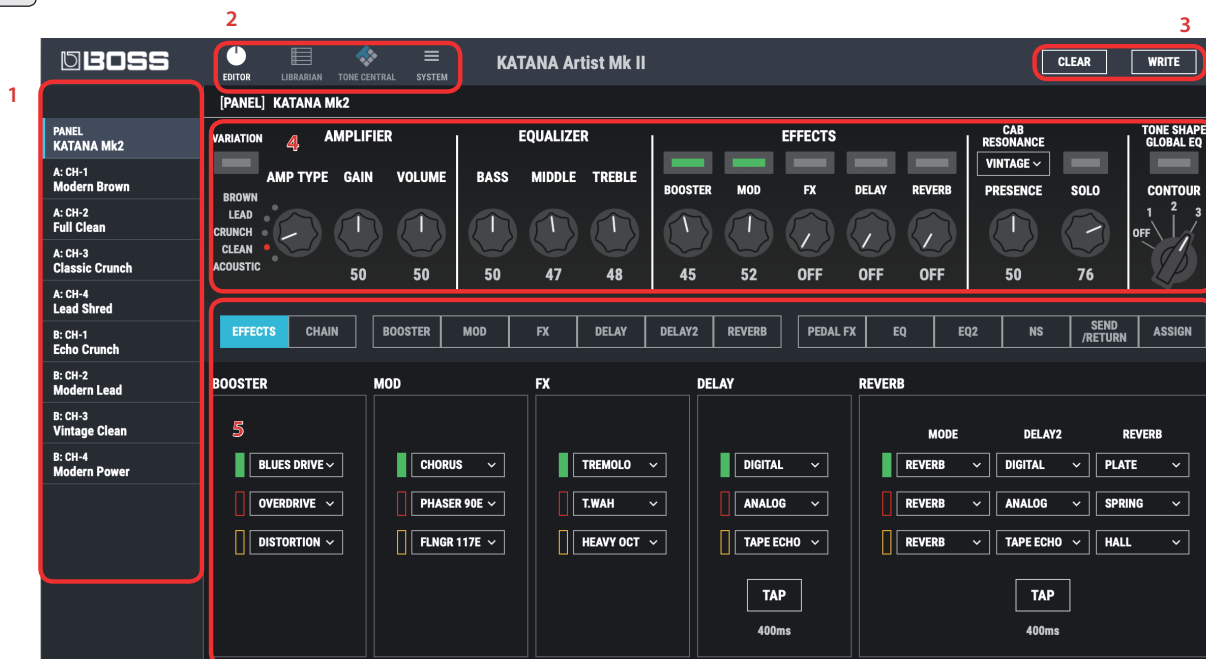 2
3
BOSS
EDITOR
LIBRARIAN
TONE CENTRAL
SYSTEM
KATANA Artist Mk II
CLEAR
WRITE
1
[PANEL] KATANA Mk2
PANEL
KATANA Mk2
A: CH-1
Modern Brown
A: CH-2
Full Clean
A: CH-3
Classic Crunch
A: CH-4
Lead Shred
B: CH-1
Echo Crunch
B: CH-2
Modern Lead
B: CH-3
Vintage Clean
B: CH-4
Modern Power
VARIATION
4
AMPLIFIER
AMP TYPE
GAIN
VOLUME
BROWN
LEAD
CRUNCH
CLEAN
ACOUSTIC
50
50
EQUALIZER
BASS
MIDDLE
TREBLE
50
47
48
EFFECTS
BOOSTER
MOD
FX
DELAY
REVERB
45
52
OFF
OFF
OFF
CAB
RESONANCE
VINTAGE
PRESENCE
SOLO
50
76
TONE SHAPE
GLOBAL EQ
CONTOUR
OFF
1
2
3
EFFECTS
CHAIN
BOOSTER
MOD
FX
DELAY
DELAY2
REVERB
PEDAL FX
EQ
EQ2
NS
SEND
/RETURN
ASSIGN
BOOSTER
5
BLUES DRIVE
OVERDRIVE
DISTORTION
MOD
CHORUS
PHASER 90E
FLNGR 117E
FX
TREMOLO
T.WAH
HEAVY OCT
DELAY
DIGITAL
ANALOG
TAPE ECHO
TAP
400ms
REVERB
MODE
DELAY2
REVERB
REVERB
DIGITAL
PLATE
REVERB
ANALOG
SPRING
REVERB
TAPE ECHO
HALL
TAP
400ms